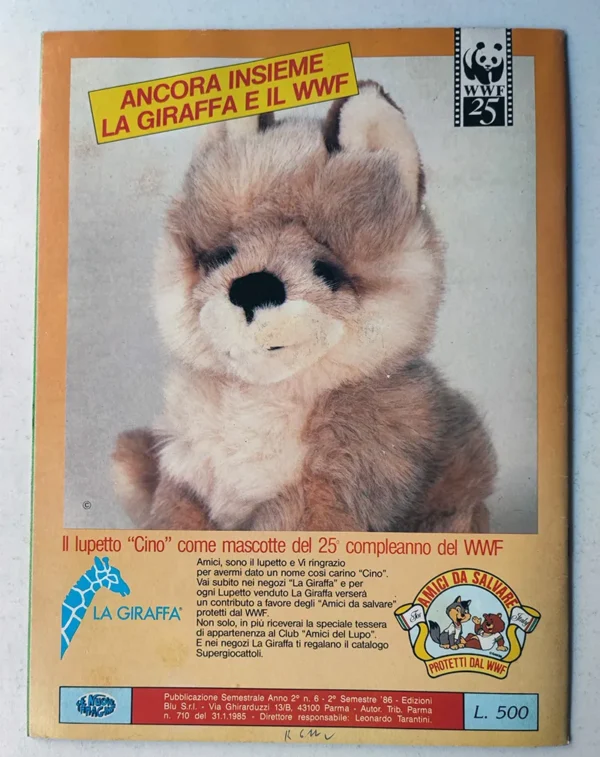 ANCORA INSIEME
LA GIRAFFA E IL WWF
WWF
25
©
Il lupetto "Cino" come mascotte del 25° compleanno del WWF
Amici, sono il lupetto e Vi ringrazio
per avermi dato un nome così carino "Cino".
Vai subito nei negozi "La Giraffa" e per
ogni Lupetto venduto La Giraffa verserà
un contributo a favore degli "Amici da salvare"
protetti dal WWF.
Non solo, in più riceverai la speciale tessera
di appartenenza al Club "Amici del Lupo".
E nei negozi La Giraffa ti regalano il catalogo
Supergiocattoli.
LA GIRAFFA®
AMICI DA SALVARE
PROTETTI DAL WWF
Pubblicazione Semestrale Anno 2° n. 6 - 2° Semestre '86 - Edizioni
Blu S.r.l. - Via Ghirarduzzi 13/B, 43100 Parma - Autor. Trib. Parma
n. 710 del 31.1.1985 - Direttore responsabile: Leonardo Tarantini.
L. 500